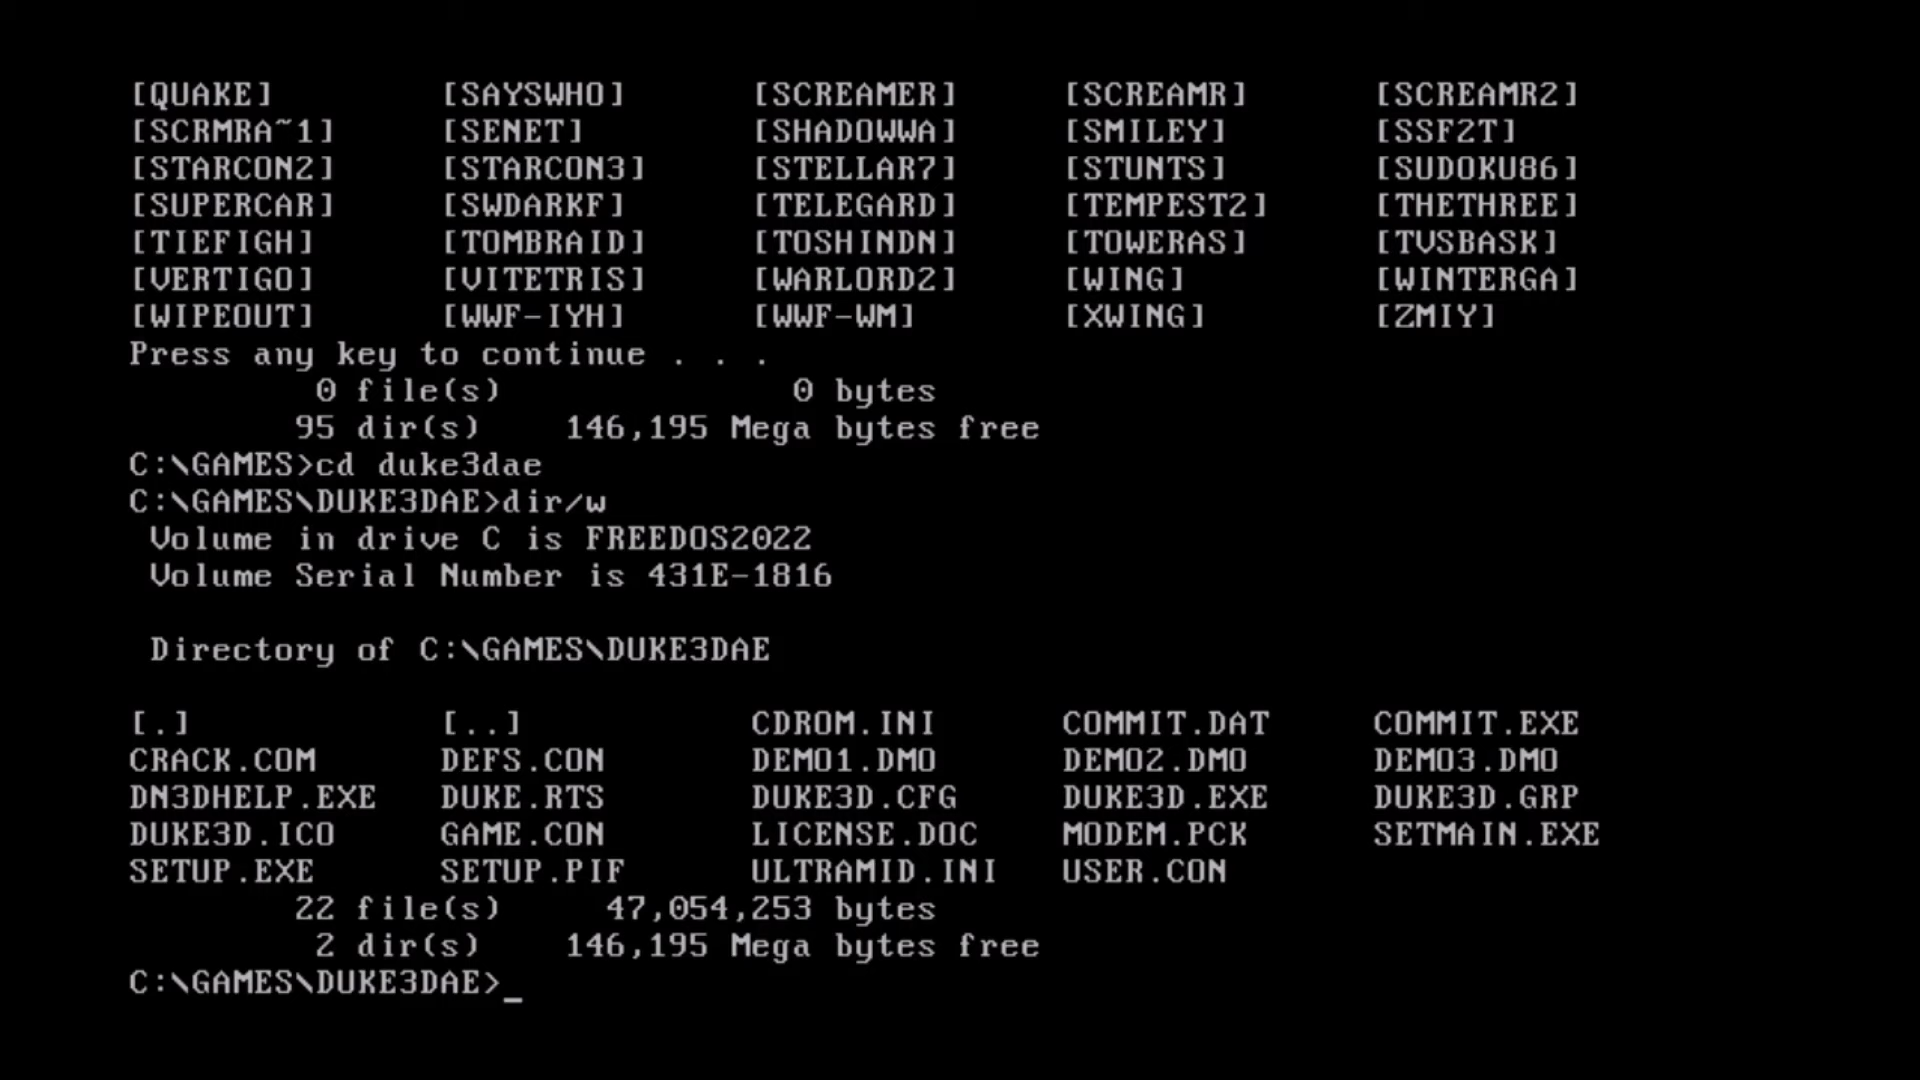 [QUAKE] [SAYSWHO] [SCREAMER] [SCREAMR] [SCREAMR2]
[SCRMRA~1] [SENET] [SHADOWWA] [SMILEY] [SSF2T]
[STARCON2] [STARCON3] [STELLAR7] [STUNTS] [SUDOKU86]
[SUPERCAR] [SWDARKF] [TELEGARD] [TEMPEST2] [THETHREE]
[TIEFIGH] [TOMBRAID] [TOSHINDN] [TOWERAS] [TVSBASK]
[VERTIGO] [VITETRIS] [WARLORD2] [WING] [WINTERGA]
[WIPEOUT] [WWF-IYH] [WWF-WM] [XWING] [ZMIY]
Press any key to continue . . .
0 file(s) 0 bytes
95 dir(s) 146,195 Mega bytes free
C:\GAMES>cd duke3dae
C:\GAMES\DUKE3DAE>dir/w
Volume in drive C is FREEDOS2022
Volume Serial Number is 431E-1816
Directory of C:\GAMES\DUKE3DAE
[.] [..] CDROM.INI COMMIT.DAT COMMIT.EXE
CRACK.COM DEFS.CON DEMO1.DMO DEMO2.DMO DEMO3.DMO
DN3DHELP.EXE DUKE.RTS DUKE3D.CFG DUKE3D.EXE DUKE3D.GRP
DUKE3D.ICO GAME.CON LICENSE.DOC MODEM.PCK SETMAIN.EXE
SETUP.EXE SETUP.PIF ULTRAMID.INI USER.CON
22 file(s) 47,054,253 bytes
2 dir(s) 146,195 Mega bytes free
C:\GAMES\DUKE3DAE>_